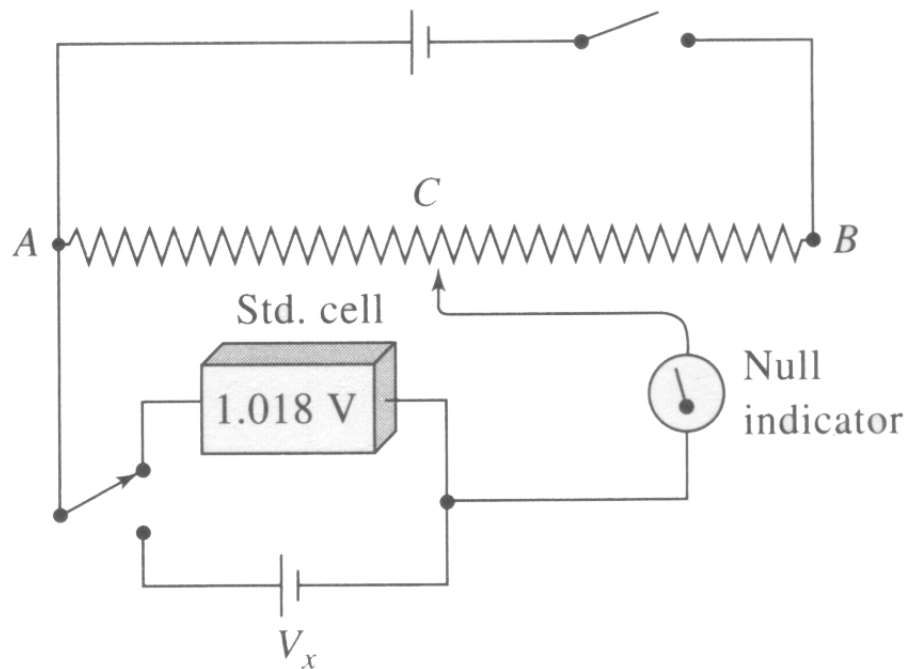 C
A
B
Std. cell
1.018 V
Null
indicator
Vₓ